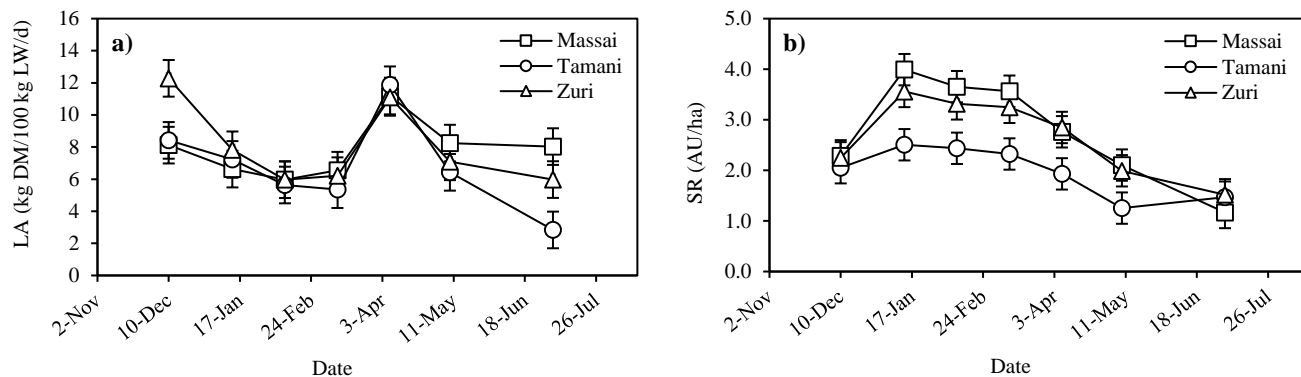 a)
Massai
Tamani
Zuri
LA (kg DM/100 kg LW/d)
16
14
12
10
8
6
4
2
0
2-Nov
10-Dec
17-Jan
24-Feb
3-Apr
11-May
18-Jun
26-Jul
Date
b)
Massai
Tamani
Zuri
SR (AU/ha)
5.0
4.0
3.0
2.0
1.0
0.0
2-Nov
10-Dec
17-Jan
24-Feb
3-Apr
11-May
18-Jun
26-Jul
Date